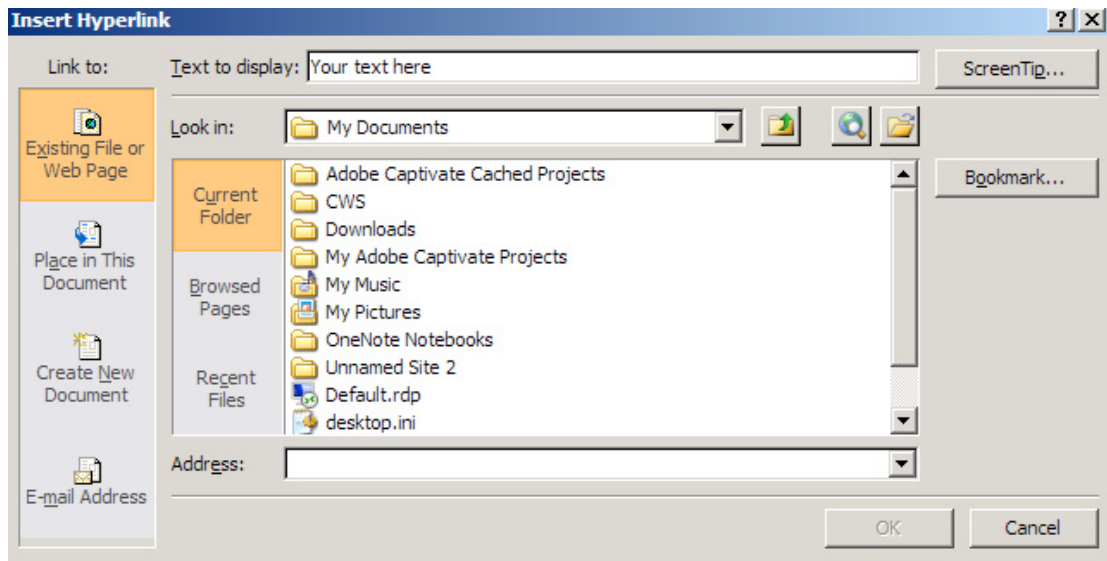 Insert Hyperlink
Link to:
Text to display: Your text here
ScreenTip...
Existing File or
Web Page
Place in This
Document
Create New
Document
E-mail Address
Look in: My Documents
Current
Folder
Browsed
Pages
Recent
Files
Adobe Captivate Cached Projects
CWS
Downloads
My Adobe Captivate Projects
My Music
My Pictures
OneNote Notebooks
Unnamed Site 2
Default.rdp
desktop.ini
Bookmark...
Address:
OK
Cancel